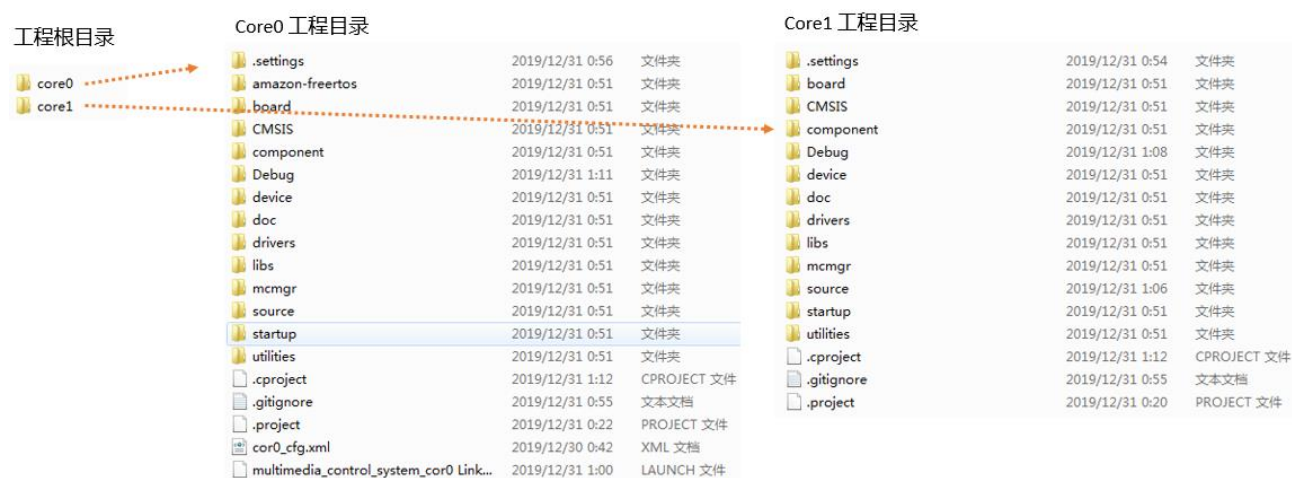 工程根目录
core0
core1
Core0 工程目录
.settings 2019/12/31 0:56 文件夹
amazon-freertos 2019/12/31 0:51 文件夹
board 2019/12/31 0:51 文件夹
CMSIS 2019/12/31 0:51 文件夹
component 2019/12/31 0:51 文件夹
Debug 2019/12/31 1:11 文件夹
device 2019/12/31 0:51 文件夹
doc 2019/12/31 0:51 文件夹
drivers 2019/12/31 0:51 文件夹
libs 2019/12/31 0:51 文件夹
mcmgr 2019/12/31 0:51 文件夹
source 2019/12/31 0:51 文件夹
startup 2019/12/31 0:51 文件夹
utilities 2019/12/31 0:51 文件夹
.cproject 2019/12/31 1:12 CPROJECT 文件
.gitignore 2019/12/31 0:55 文本文档
.project 2019/12/31 0:22 PROJECT 文件
cor0_cfg.xml 2019/12/30 0:42 XML 文档
multimedia_control_system_cor0 Link... 2019/12/31 1:00 LAUNCH 文件
Core1 工程目录
.settings 2019/12/31 0:54 文件夹
board 2019/12/31 0:51 文件夹
CMSIS 2019/12/31 0:51 文件夹
component 2019/12/31 0:51 文件夹
Debug 2019/12/31 1:08 文件夹
device 2019/12/31 0:51 文件夹
doc 2019/12/31 0:51 文件夹
drivers 2019/12/31 0:51 文件夹
libs 2019/12/31 0:51 文件夹
mcmgr 2019/12/31 0:51 文件夹
source 2019/12/31 1:06 文件夹
startup 2019/12/31 0:51 文件夹
utilities 2019/12/31 0:51 文件夹
.cproject 2019/12/31 1:12 CPROJECT 文件
.gitignore 2019/12/31 0:55 文本文档
.project 2019/12/31 0:20 PROJECT 文件